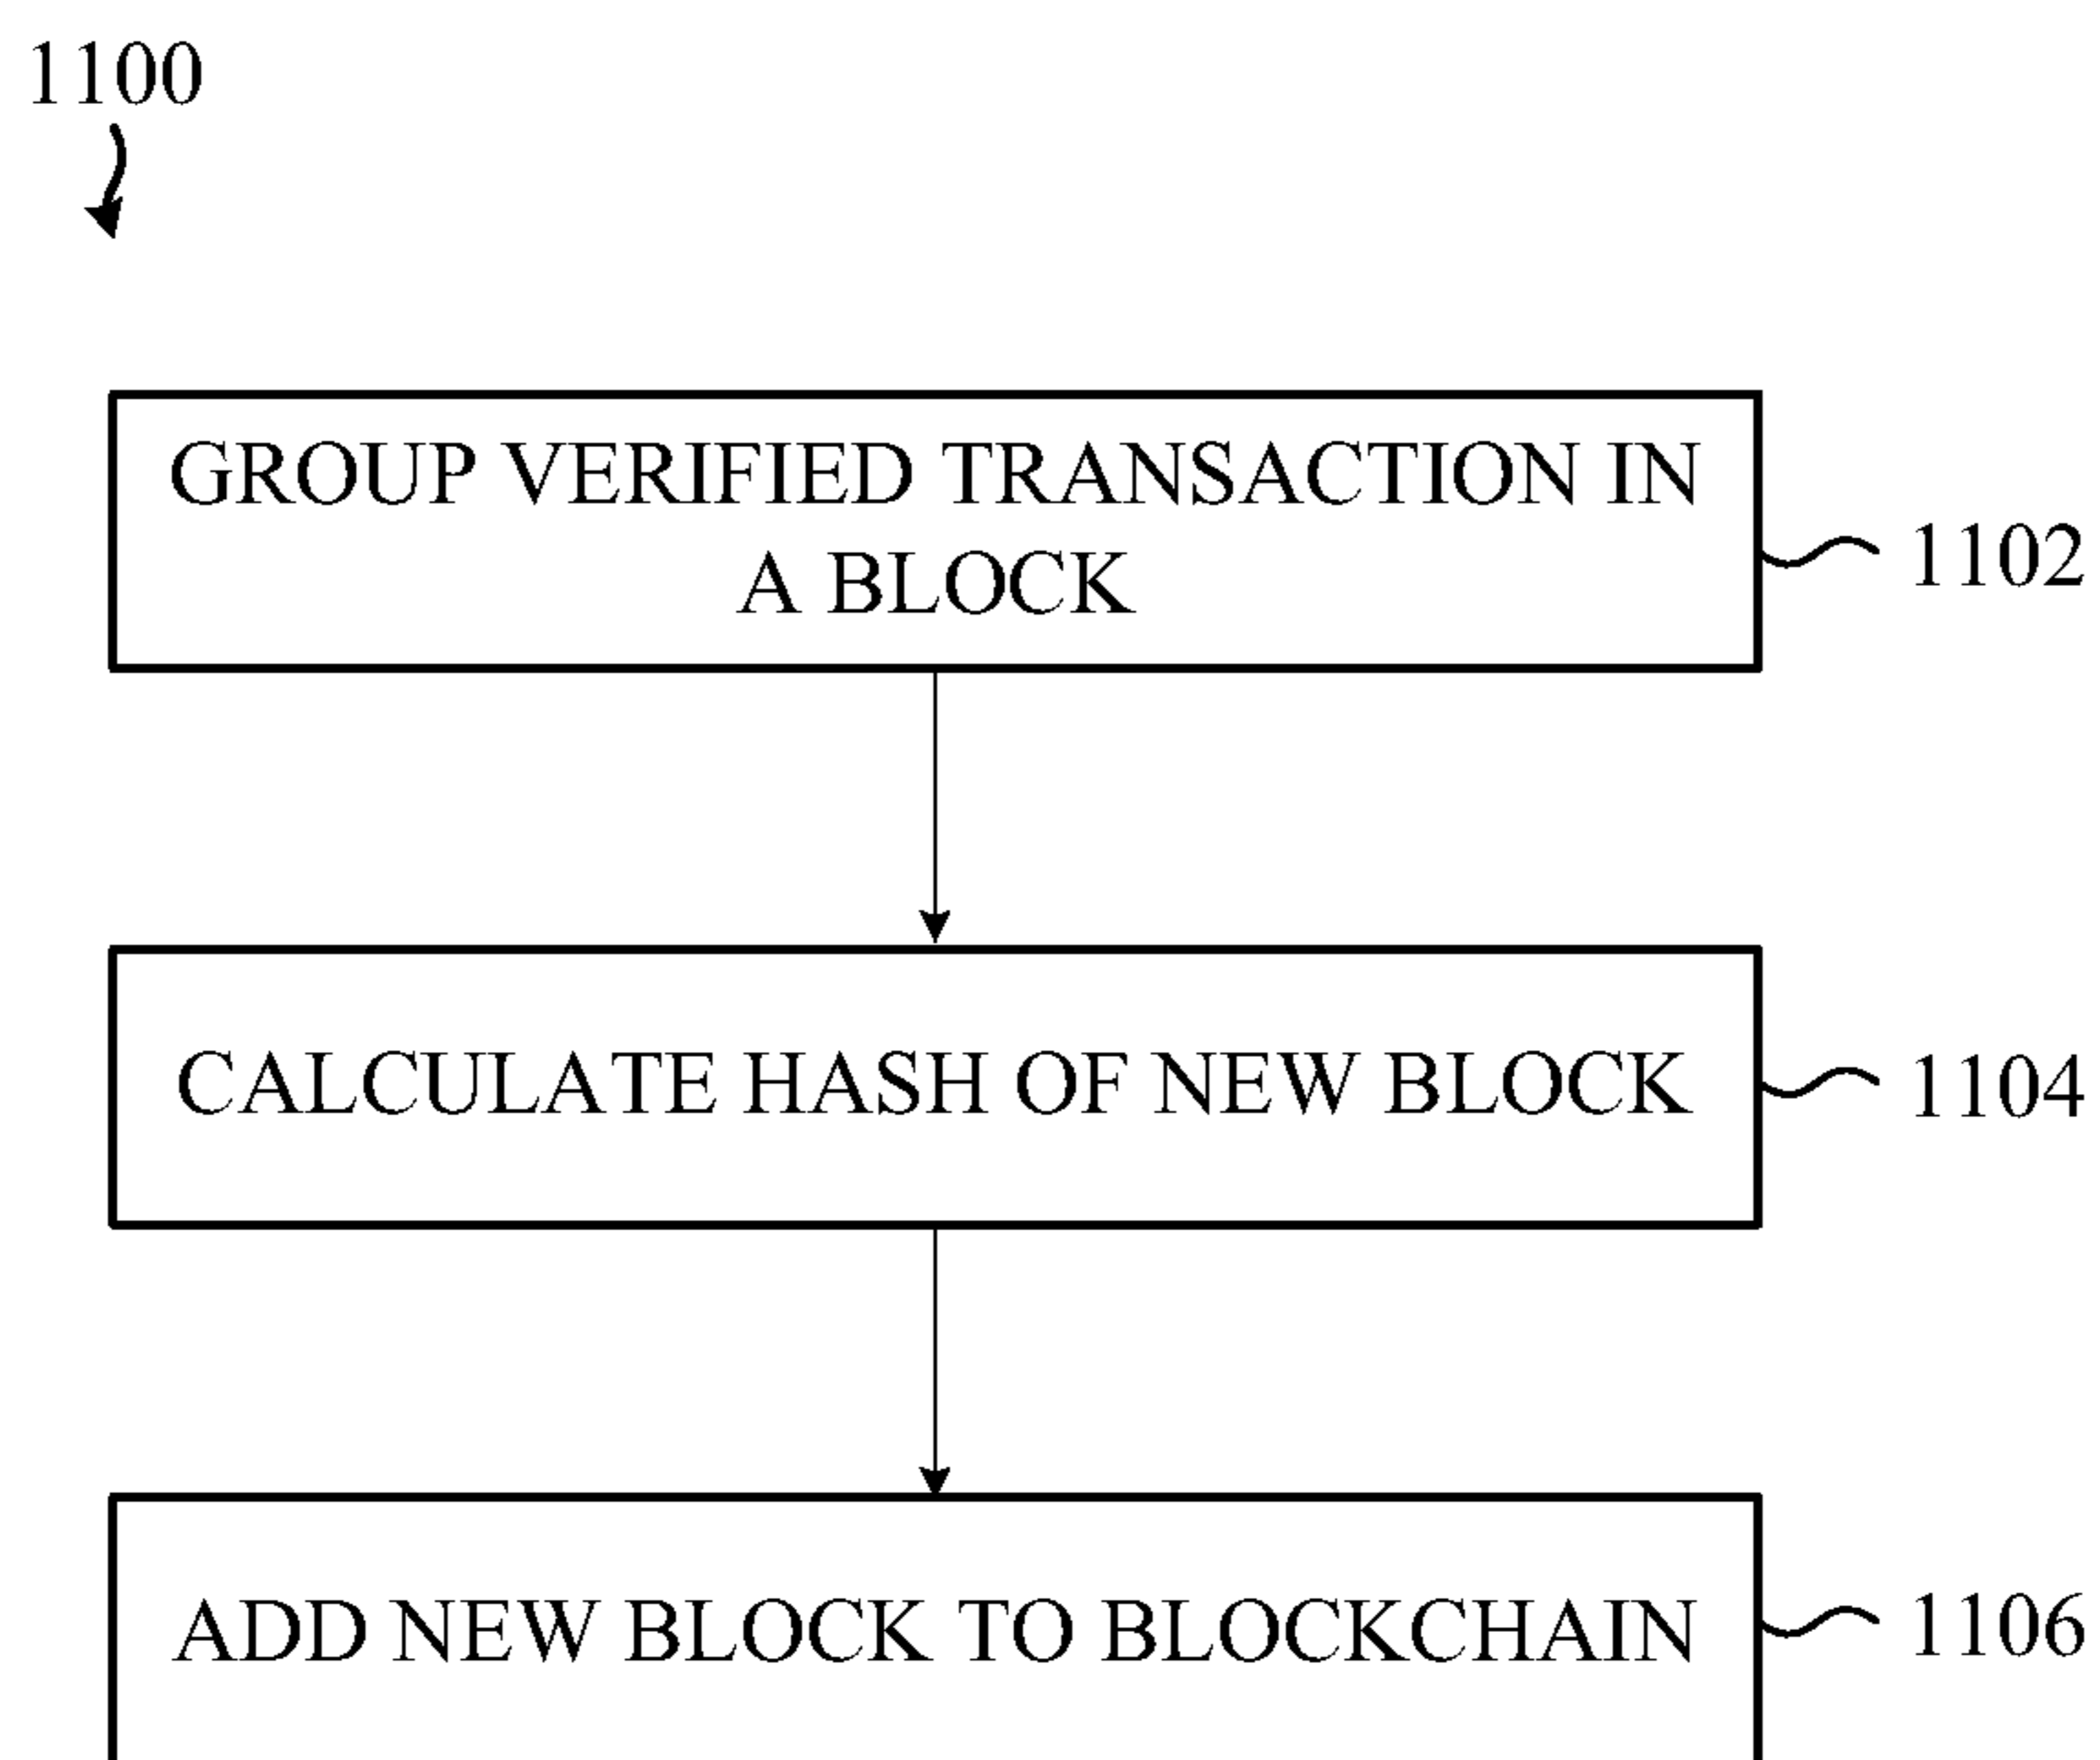 1100
GROUP VERIFIED TRANSACTION IN
A BLOCK
1102
CALCULATE HASH OF NEW BLOCK
1104
ADD NEW BLOCK TO BLOCKCHAIN
1106